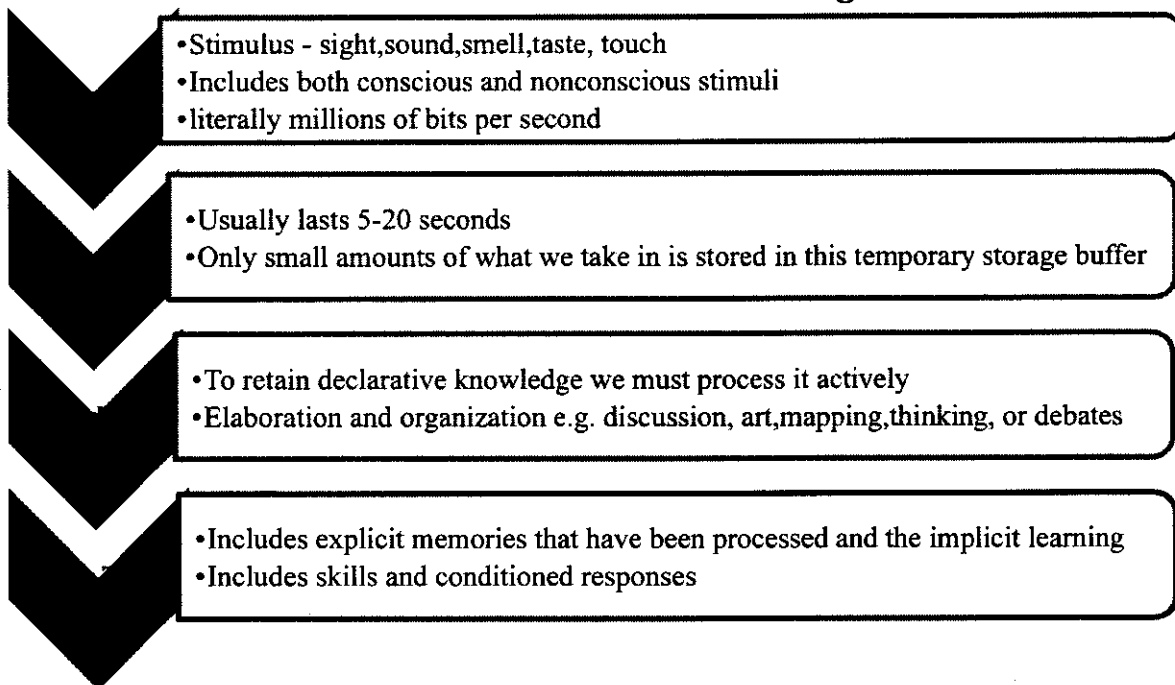 •Stimulus - sight,sound,smell,taste, touch
•Includes both conscious and nonconscious stimuli
•literally millions of bits per second
•Usually lasts 5-20 seconds
•Only small amounts of what we take in is stored in this temporary storage buffer
•To retain declarative knowledge we must process it actively
•Elaboration and organization e.g. discussion, art,mapping,thinking, or debates
•Includes explicit memories that have been processed and the implicit learning
•Includes skills and conditioned responses